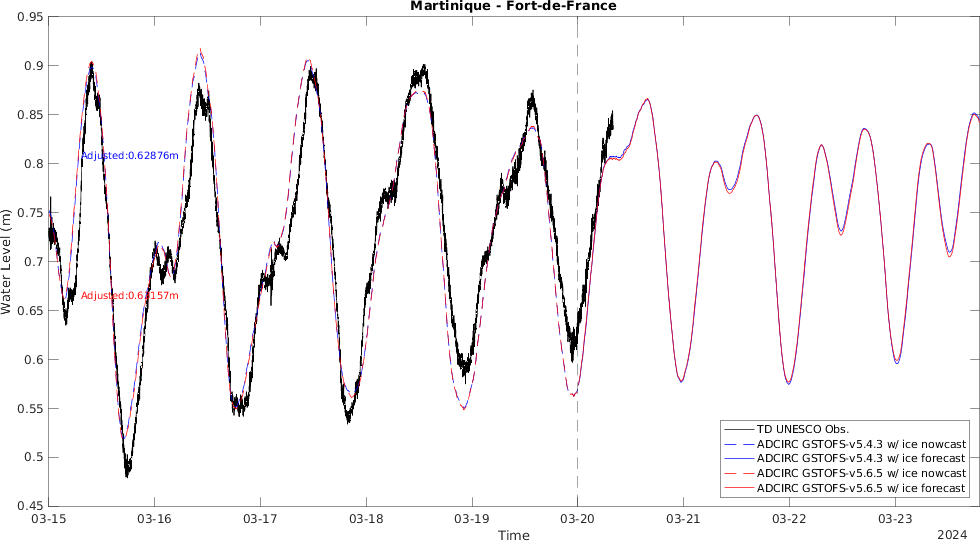 Martinique - Fort-de-France
0.95
0.9
0.85
0.8
0.75
0.7
0.65
0.6
0.55
0.5
0.45
Water Level (m)
Adjusted:0.62876m
TD UNESCO Obs.
ADCIRC GSTOFS-v5.4.3 w/ ice nowcast
ADCIRC GSTOFS-v5.4.3 w/ ice forecast
ADCIRC GSTOFS-v5.6.5 w/ ice nowcast
ADCIRC GSTOFS-v5.6.5 w/ ice forecast
03-15 03-16 03-17 03-18 03-19 03-20 03-21 03-22 03-23
Time
2024